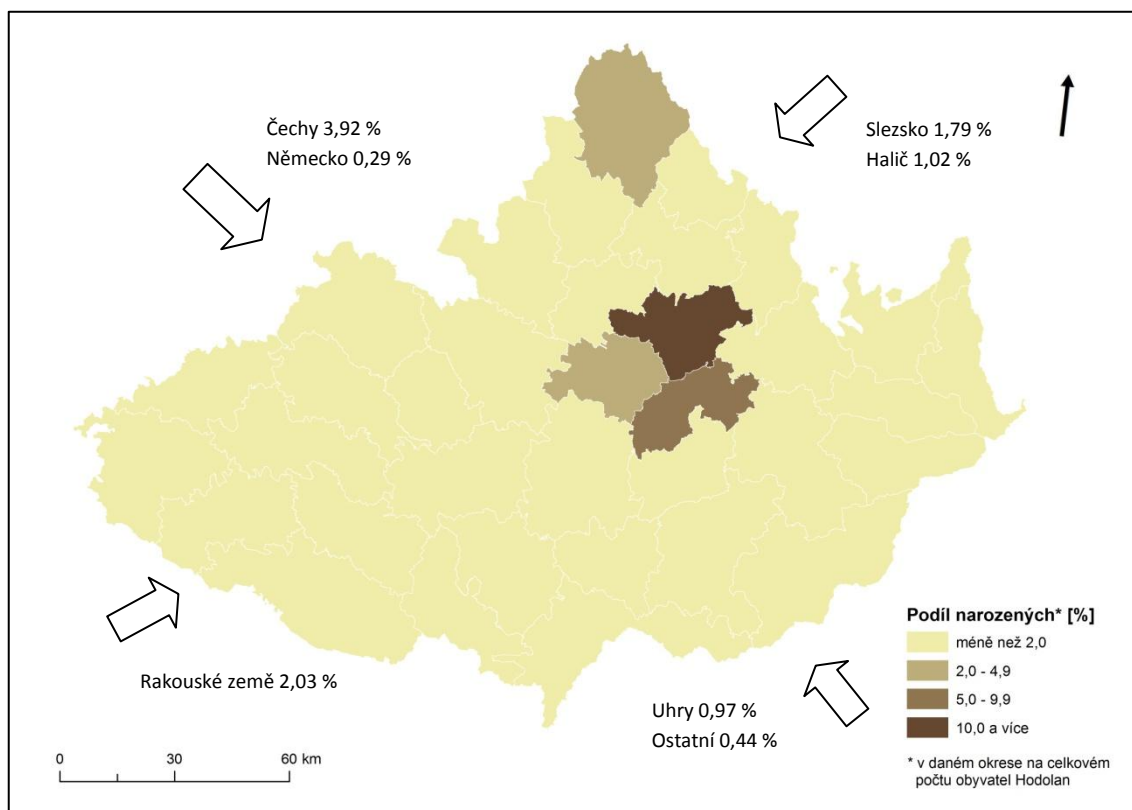 Čechy 3,92 %
Německo 0,29 %
Slezsko 1,79 %
Halič 1,02 %
Rakouské země 2,03 %
Uhry 0,97 %
Ostatní 0,44 %
Podíl narozených* [%]
méně než 2,0
2,0 - 4,9
5,0 - 9,9
10,0 a více
* v daném okrese na celkovém
počtu obyvatel Hodolan
0 30 60 km